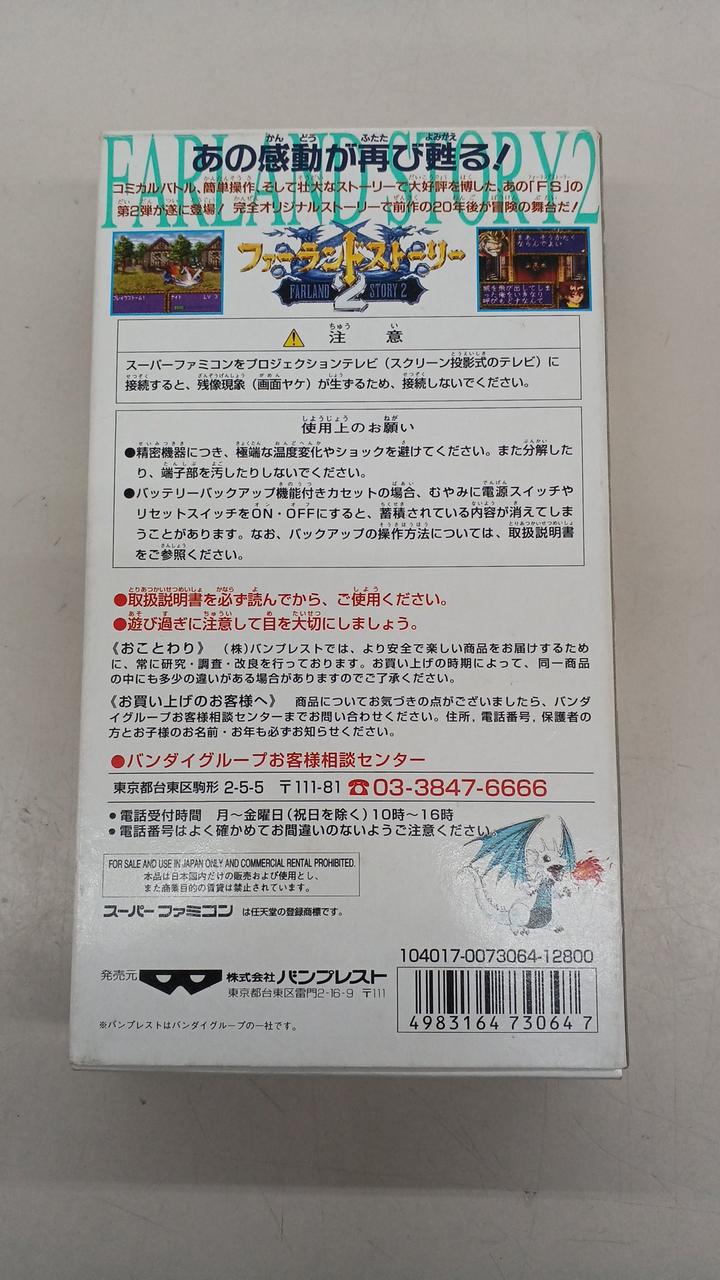 FARLAND STORY 2
あの感動が再び甦る!
コミカルバトル、簡単操作、そして壮大なストーリーで大好評を博した、あの「FS」の
第2弾が遂に登場! 完全オリジナルストーリーで前作の20年後が冒険の舞台だ!
ファーランドストーリー
FARLAND STORY 2
2
ブレイクストーム!
ナイト
LV 3
まあ、そうかたく
ならんでよい
注 意
スーパーファミコンをプロジェクションテレビ(スクリーン投影式のテレビ)に
接続すると、残像現象(画面ヤケ)が生ずるため、接続しないでください。
使用上のお願い
●精密機器につき、極端な温度変化やショックを避けてください。また分解した
り、端子部を汚したりしないでください。
●バッテリーバックアップ機能付きカセットの場合、むやみに電源スイッチや
リセットスイッチをON・OFFにすると、蓄積されている内容が消えてしま
うことがあります。なお、バックアップの操作方法については、取扱説明書
をご参照ください。
●取扱説明書を必ず読んでから、ご使用ください。
●遊び過ぎに注意して目を大切にしましょう。
《おことわり》 (株)バンプレストでは、より安全で楽しい商品をお届けするため
に、常に研究・調査・改良を行っております。お買い上げの時期によって、同一商品
の中にも多少の違いがある場合がありますのでご了承ください。
《お買い上げのお客様へ》 商品についてお気づきの点がございましたら、バンダ
イグループお客様相談センターまでお問い合わせください。住所, 電話番号, 保護者の
方とお子様のお名前・お年も必ずお知らせください。
●バンダイグループお客様相談センター
東京都台東区駒形 2-5-5 〒111-81 ☎03-3847-6666
●電話受付時間 月〜金曜日(祝日を除く)10時〜16時
●電話番号はよく確かめてお間違いのないようご注意ください。
FOR SALE AND USE IN JAPAN ONLY AND COMMERCIAL RENTAL PROHIBITED.
本品は日本国内だけの販売および使用とし、
また商業目的の賃貸は禁止されています。
スーパーファミコン は任天堂の登録商標です。
104017-0073064-12800
発売元 株式会社 バンプレスト
東京都台東区雷門2-16-9 〒111
4983164 730647
※バンプレストはバンダイグループの一社です。